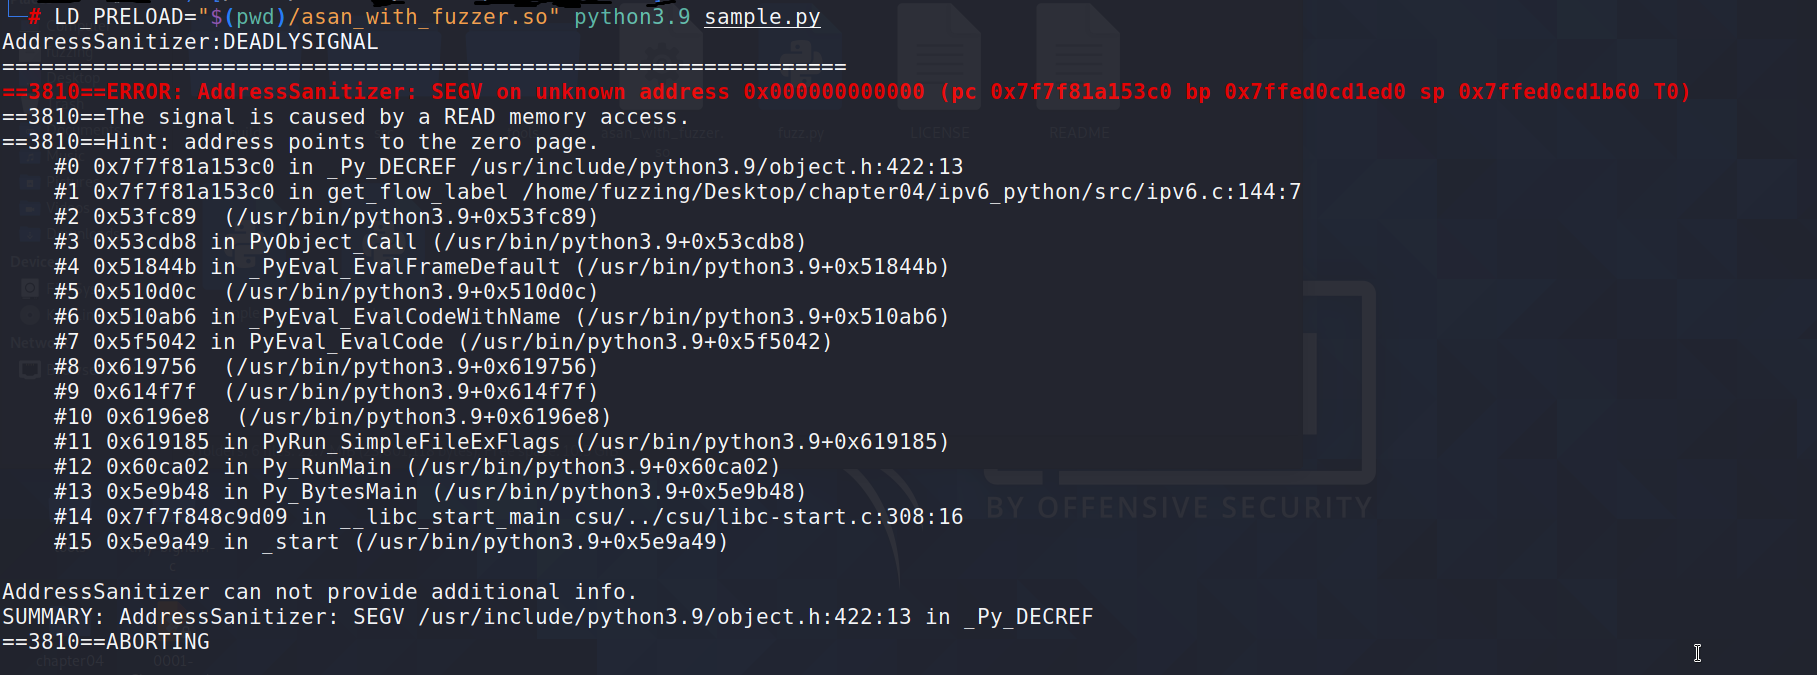 # LD_PRELOAD="$(pwd)/asan_with_fuzzer.so" python3.9 sample.py
AddressSanitizer:DEADLYSIGNAL
=================================================================
==3810==ERROR: AddressSanitizer: SEGV on unknown address 0x000000000000 (pc 0x7f7f81a153c0 bp 0x7ffed0cd1ed0 sp 0x7ffed0cd1b60 T0)
==3810==The signal is caused by a READ memory access.
==3810==Hint: address points to the zero page.
#0 0x7f7f81a153c0 in _Py_DECREF /usr/include/python3.9/object.h:422:13
#1 0x7f7f81a153c0 in get_flow_label /home/fuzzing/Desktop/chapter04/ipv6_python/src/ipv6.c:144:7
#2 0x53fc89  (/usr/bin/python3.9+0x53fc89)
#3 0x53cdb8 in PyObject_Call (/usr/bin/python3.9+0x53cdb8)
#4 0x51844b in _PyEval_EvalFrameDefault (/usr/bin/python3.9+0x51844b)
#5 0x510d0c  (/usr/bin/python3.9+0x510d0c)
#6 0x510ab6 in _PyEval_EvalCodeWithName (/usr/bin/python3.9+0x510ab6)
#7 0x5f5042 in PyEval_EvalCode (/usr/bin/python3.9+0x5f5042)
#8 0x619756  (/usr/bin/python3.9+0x619756)
#9 0x614f7f  (/usr/bin/python3.9+0x614f7f)
#10 0x6196e8  (/usr/bin/python3.9+0x6196e8)
#11 0x619185 in PyRun_SimpleFileExFlags (/usr/bin/python3.9+0x619185)
#12 0x60ca02 in Py_RunMain (/usr/bin/python3.9+0x60ca02)
#13 0x5e9b48 in Py_BytesMain (/usr/bin/python3.9+0x5e9b48)
#14 0x7f7f848c9d09 in __libc_start_main csu/../csu/libc-start.c:308:16
#15 0x5e9a49 in _start (/usr/bin/python3.9+0x5e9a49)
AddressSanitizer can not provide additional info.
SUMMARY: AddressSanitizer: SEGV /usr/include/python3.9/object.h:422:13 in _Py_DECREF
==3810==ABORTING
fuzz.py
LICENSE
README
BY OFFENSIVE SECURITY
chapter04